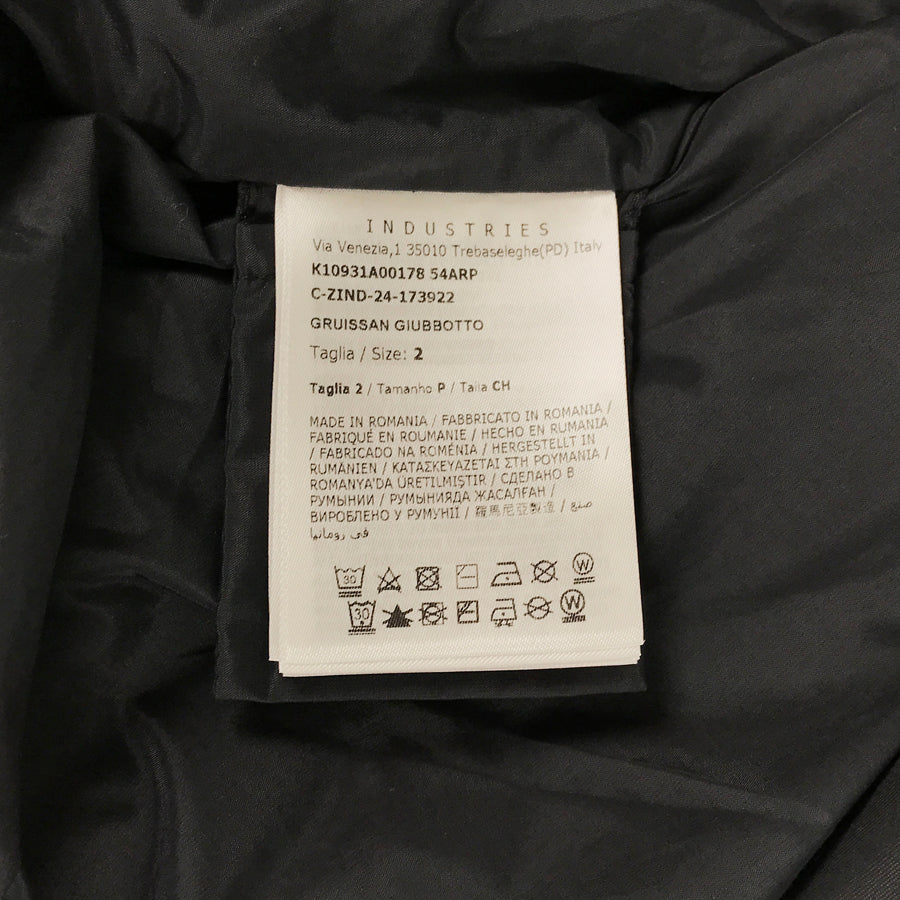 INDUSTRIES
Via Venezia,1 35010 Trebaseleghe(PD) Italy
K10931A00178 54ARP
C-ZIND-24-173922
GRUISSAN GIUBBOTTO
Taglia / Size: 2
Taglia 2 / Tamanho P / Talla CH
MADE IN ROMANIA / FABBRICATO IN ROMANIA /
FABRIQUÉ EN ROUMANIE / HECHO EN RUMANIA
/ FABRICADO NA ROMÉNIA / HERGESTELLT IN
RUMÄNIEN / ΚΑΤΑΣΚΕΥΑΖΕΤΑΙ ΣΤΗ ΡΟΥΜΑΝΙΑ /
ROMANYA'DA ÜRETILMIŞTIR / СДЕЛАНО В
РУМЫНИИ / РУМЫНИЯДА ЖАСАЛҒАН /
ВИРОБЛЕНО У РУМУНІЇ / 羅馬尼亞製造 / صنع
في رومانيا
30 W
30 W